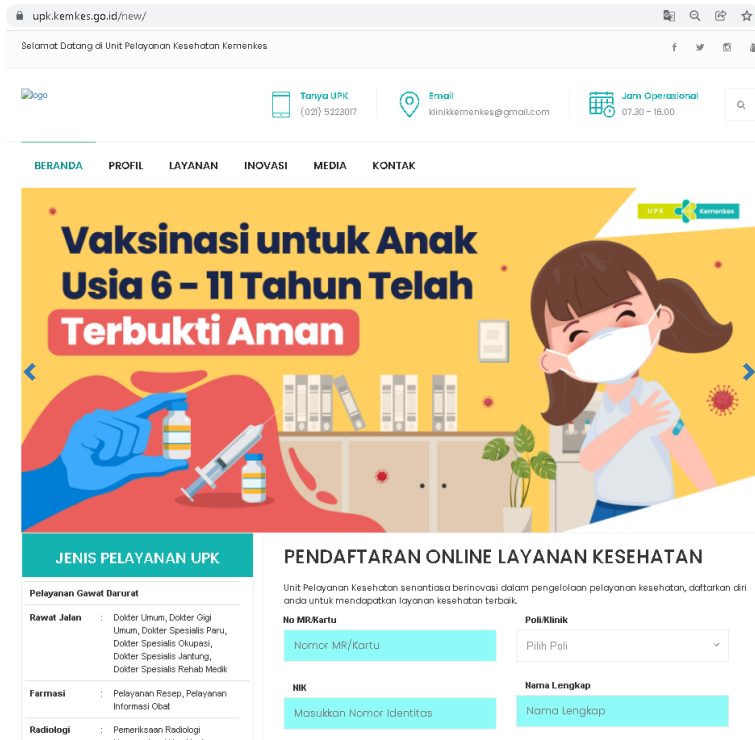 upk.kemkes.go.id/new/
Selamat Datang di Unit Pelayanan Kesehatan Kemenkes
logo
Tanya UPK
(021) 5223017
Email
klinikkemenkes@gmail.com
Jam Operasional
07.30 - 16.00
BERANDA PROFIL LAYANAN INOVASI MEDIA KONTAK
UPK Kemenkes
Vaksinasi untuk Anak
Usia 6 - 11 Tahun Telah
Terbukti Aman
JENIS PELAYANAN UPK
Pelayanan Gawat Darurat
Rawat Jalan : Dokter Umum, Dokter Gigi
Umum, Dokter Spesialis Paru,
Dokter Spesialis Okupasi,
Dokter Spesialis Jantung,
Dokter Spesialis Rehab Medik
Farmasi : Pelayanan Resep, Pelayanan
Informasi Obat
Radiologi : Pemeriksaan Radiologi
PENDAFTARAN ONLINE LAYANAN KESEHATAN
Unit Pelayanan Kesehatan senantiasa berinovasi dalam pengelolaan pelayanan kesehatan, daftarkan diri
anda untuk mendapatkan layanan kesehatan terbaik.
No MR/Kartu
Nomor MR/Kartu
Poli/Klinik
Pilih Poli
NIK
Masukkan Nomor Identitas
Nama Lengkap
Nama Lengkap